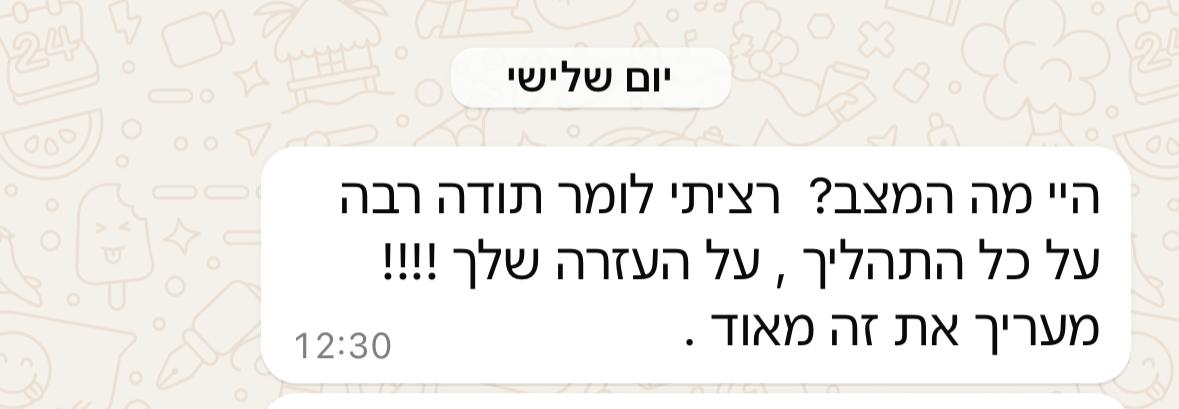 יום שלישי
היי מה המצב?  רציתי לומר תודה רבה
על כל התהליך , על העזרה שלך !!!!
מעריך את זה מאוד .
12:30